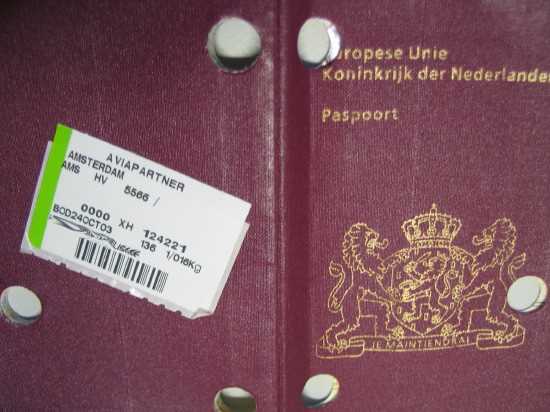 Europese Unie
Koninkrijk der Nederlanden
Paspoort
AVIAPARTNER
AMSTERDAM
AMS HV 5566 /
0000 XH 124221
BOD24OCT03 136 1/016Kg
JE MAINTIENDRAI